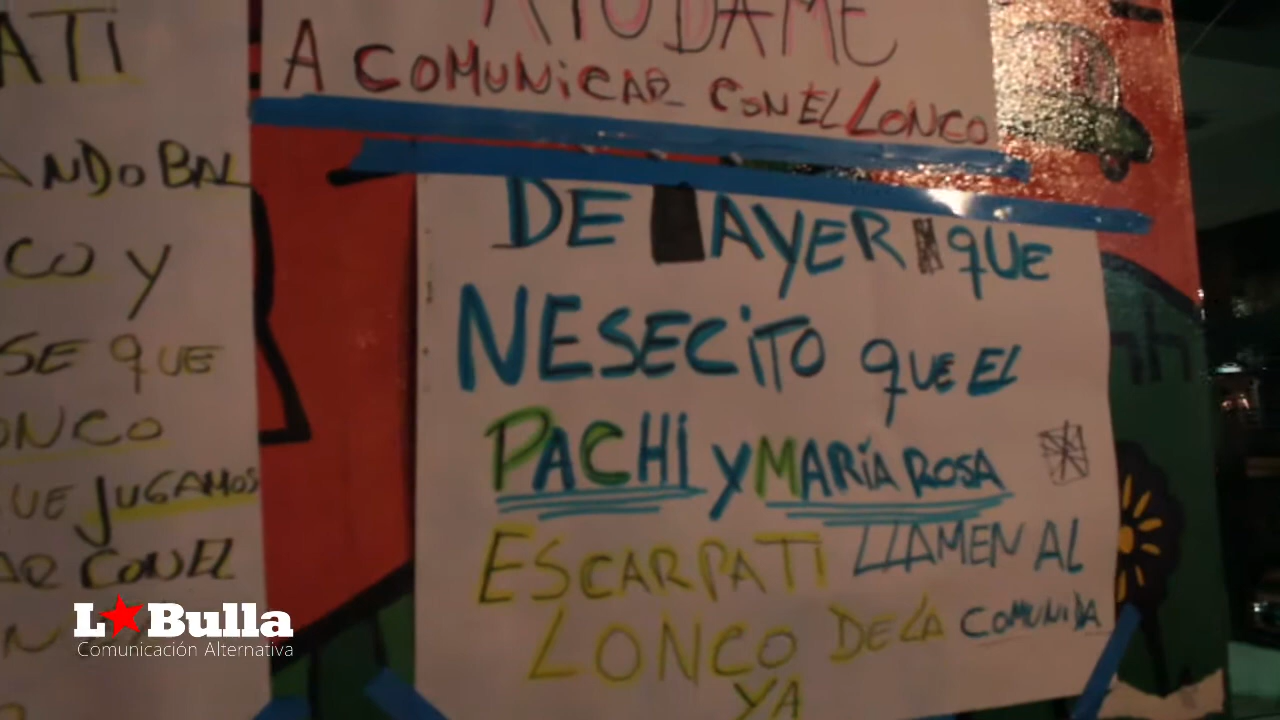 ATI
ANDO BAL
CO Y
SE QUE
ONCO
UE JUGAMOS
AR CON EL
AYUDAME
A COMUNICAR CON EL LONCO
DE AYER QUE
NESECITO QUE EL
PACHI Y MARÍA ROSA
ESCARPATI LLAMEN AL
LONCO DE LA COMUNIDA
YA
La Bulla
Comunicación Alternativa